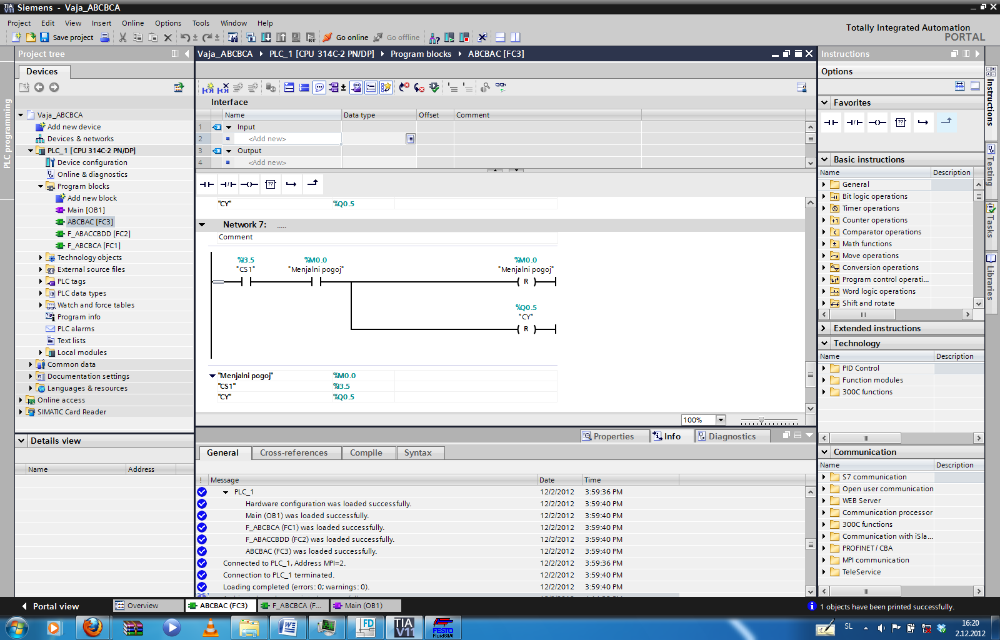 Siemens - Vaja_ABCBCA
Project Edit View Insert Online Options Tools Window Help
Totally Integrated Automation
PORTAL
Save project Go online Go offline
Project tree
Vaja_ABCBCA PLC_1 [CPU 314C-2 PN/DP] Program blocks ABCBAC [FC3]
Instructions
Devices
Options
PLC programming
Vaja_ABCBCA
Add new device
Devices & networks
PLC_1 [CPU 314C-2 PN/DP]
Device configuration
Online & diagnostics
Program blocks
Add new block
Main [OB1]
ABCBAC [FC3]
F_ABACCBDD [FC2]
F_ABCBCA [FC1]
Technology objects
External source files
PLC tags
PLC data types
Watch and force tables
Program info
PLC alarms
Text lists
Local modules
Common data
Documentation settings
Languages & resources
Online access
SIMATIC Card Reader
Details view
Name Address
Interface
Name Data type Offset Comment
1 Input
2 <Add new>
3 Output
4 <Add new>
"CY" %Q0.5
Network 7: .....
Comment
%I3.5 %M0.0 %M0.0
"CS1" "Menjalni pogoj" "Menjalni pogoj"
R
%Q0.5
"CY"
R
"Menjalni pogoj" %M0.0
"CS1" %I3.5
"CY" %Q0.5
100%
Properties Info Diagnostics
General Cross-references Compile Syntax
! Message Date Time
PLC_1 12/2/2012 3:59:36 PM
Hardware configuration was loaded successfully. 12/2/2012 3:59:40 PM
Main (OB1) was loaded successfully. 12/2/2012 3:59:40 PM
F_ABCBCA (FC1) was loaded successfully. 12/2/2012 3:59:40 PM
F_ABACCBDD (FC2) was loaded successfully. 12/2/2012 3:59:40 PM
ABCBAC (FC3) was loaded successfully. 12/2/2012 3:59:40 PM
Connected to PLC_1, Address MPI=2. 12/2/2012 3:59:36 PM
Connection to PLC_1 terminated. 12/2/2012 3:59:40 PM
Loading completed (errors: 0; warnings: 0). 12/2/2012 3:59:40 PM
Favorites
Basic instructions
Name Description
General
Bit logic operations
Timer operations
Counter operations
Comparator operations
Math functions
Move operations
Conversion operations
Program control operati...
Word logic operations
Shift and rotate
Extended instructions
Technology
Name Description
PID Control
Function modules
300C functions
Communication
Name Description
S7 communication
Open user communication
WEB Server
Communication processor
300C functions
Communication with iSla...
PROFINET / CBA
MPI communication
TeleService
Instructions
Testing
Tasks
Libraries
Portal view Overview ABCBAC (FC3) F_ABCBCA (F... Main (OB1)
1 objects have been printed successfully.
FD TIA V11 FESTO FluidSIM
SL
16:20
2.12.2012